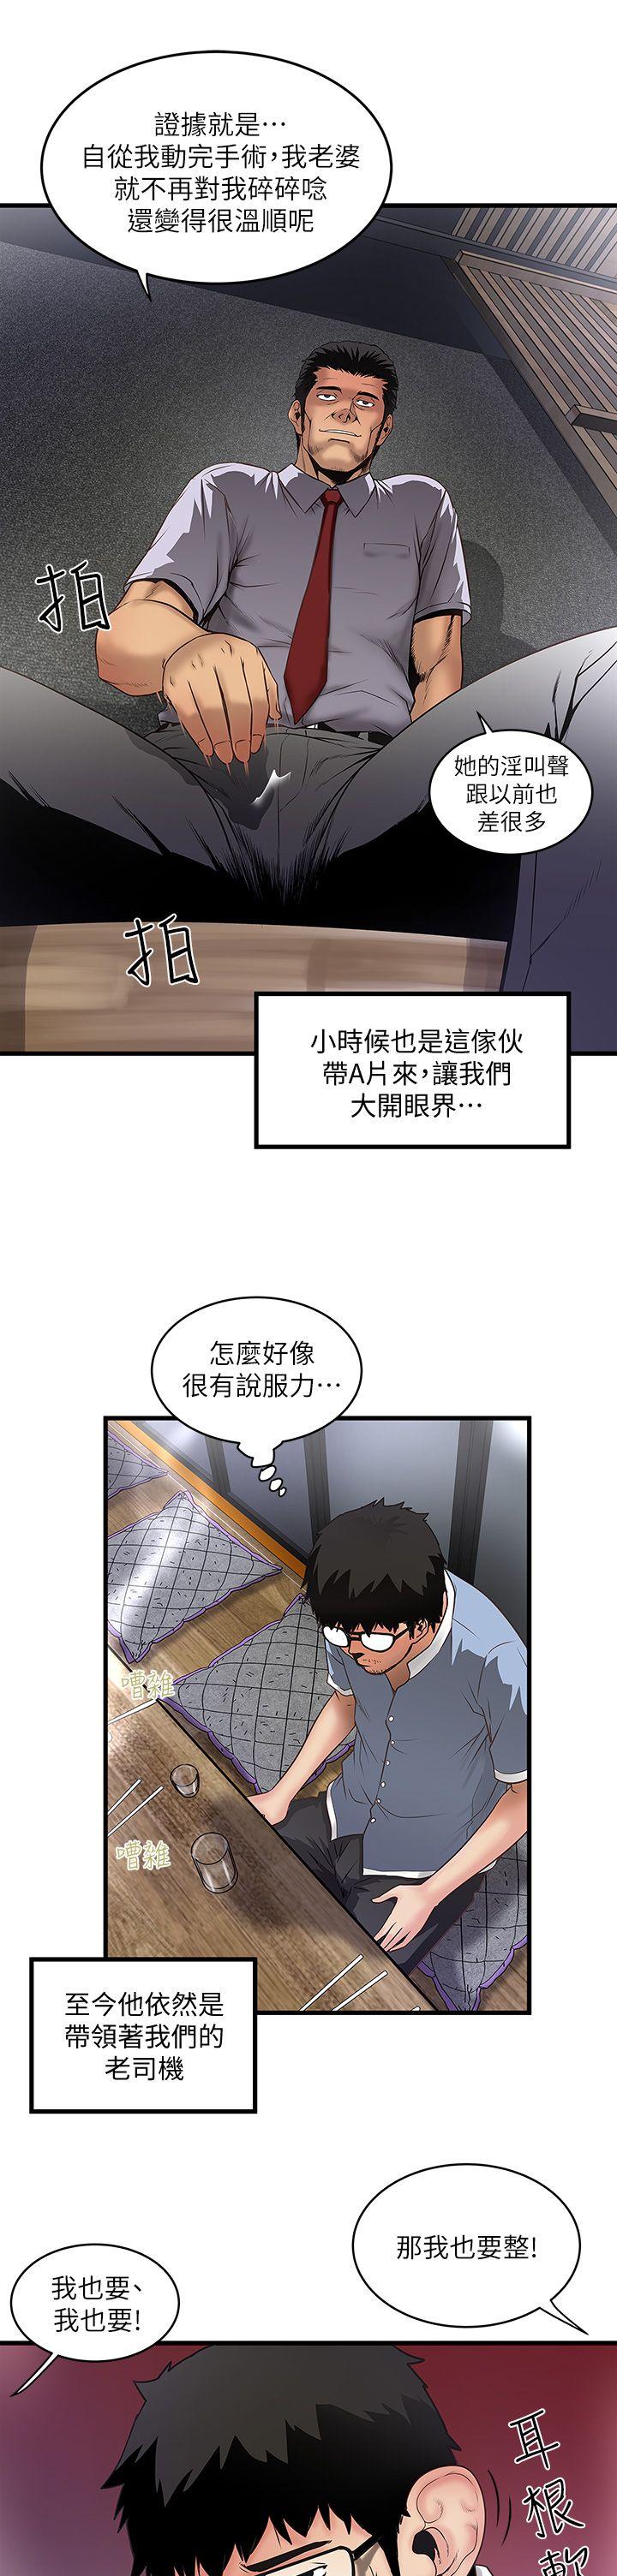 證據就是⋯
自從我動完手術，我老婆
就不再對我碎碎唸
還變得很溫順呢
拍
她的淫叫聲
跟以前也
差很多
拍
小時候也是這傢伙
帶A片來，讓我們
大開眼界⋯
怎麼好像
很有說服力⋯
嘈雜
嘈雜
至今他依然是
帶領著我們的
老司機
那我也要整!
我也要、
我也要!
耳
根